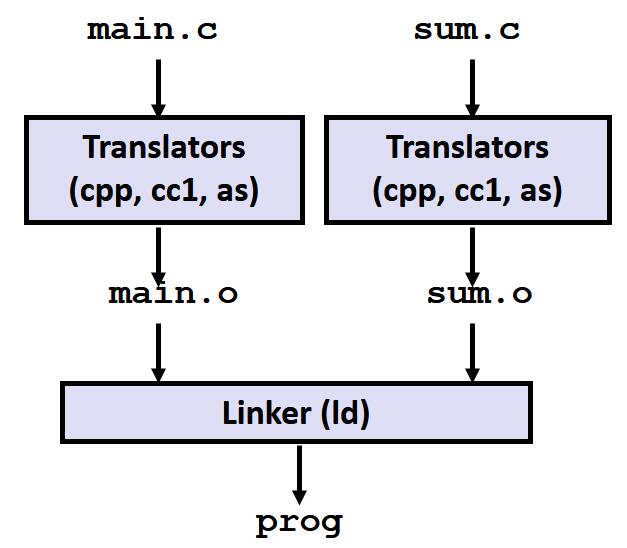 main.c
sum.c
Translators
(cpp, cc1, as)
Translators
(cpp, cc1, as)
main.o
sum.o
Linker (ld)
prog